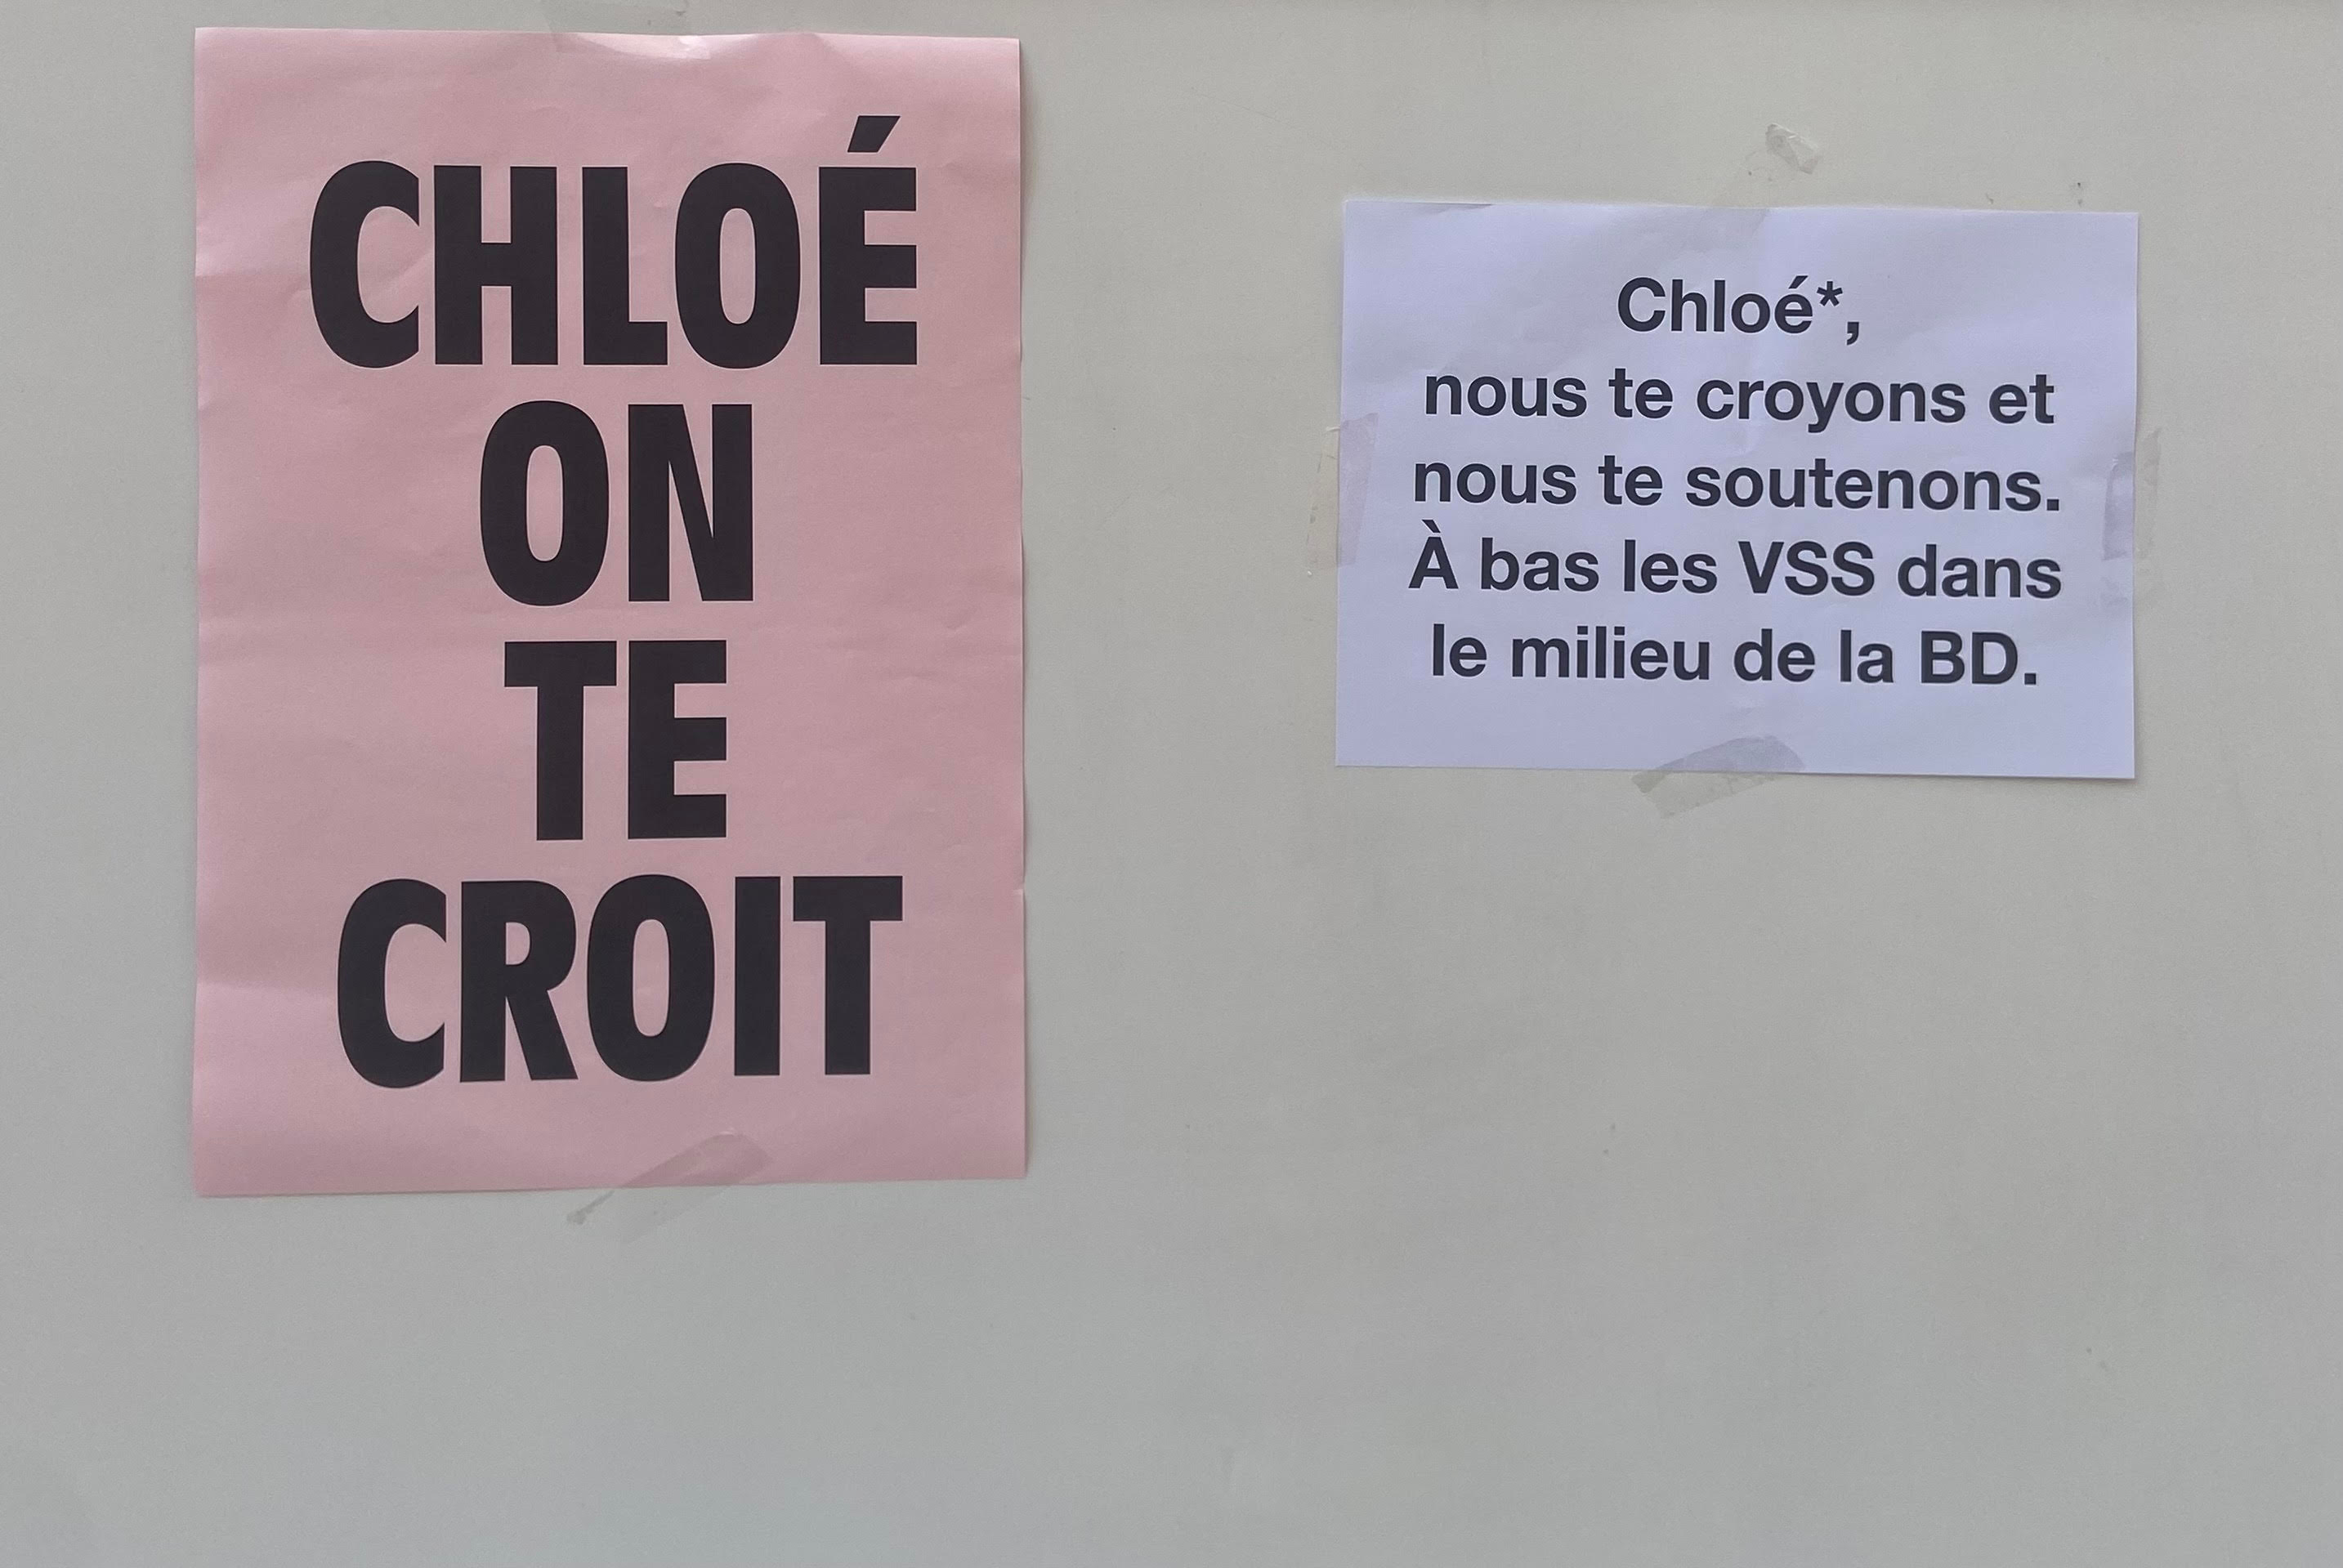 CHLOÉ
ON
TE
CROIT
Chloé*,
nous te croyons et
nous te soutenons.
À bas les VSS dans
le milieu de la BD.